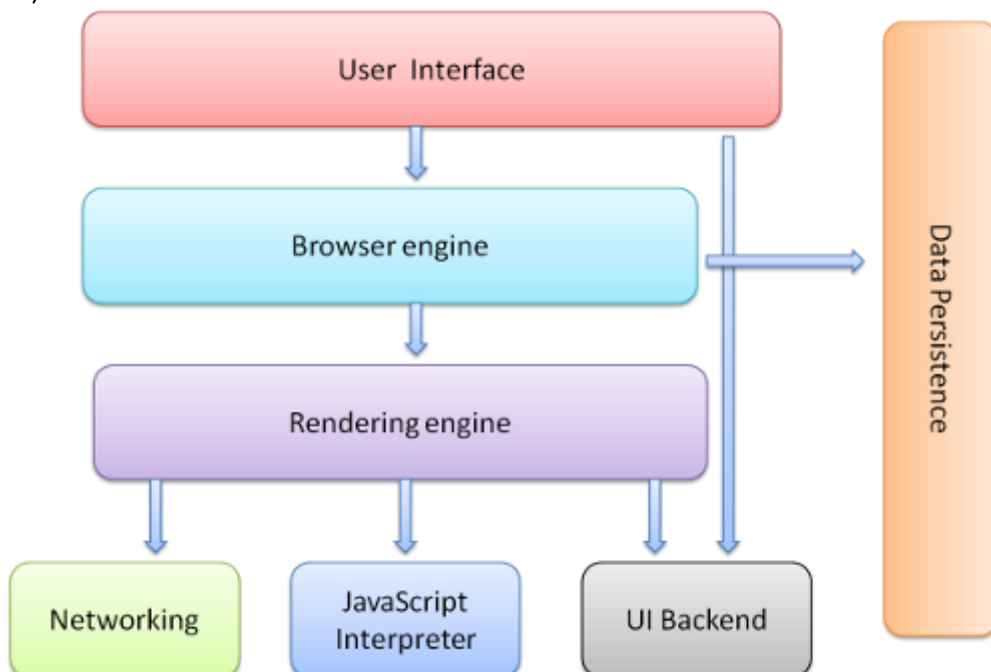 User Interface
Browser engine
Data Persistence
Rendering engine
Networking
JavaScript
Interpreter
UI Backend